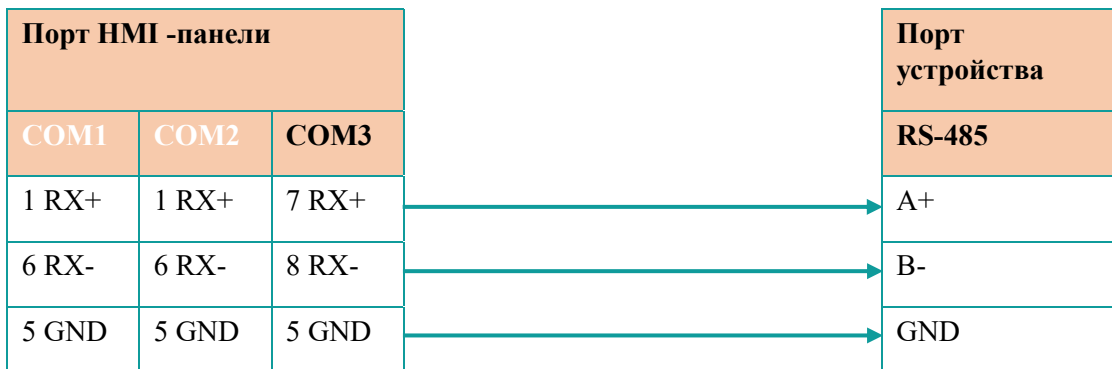 Порт HMI -панели
Порт
устройства
COM1 COM2 COM3
RS-485
1 RX+ 1 RX+ 7 RX+ A+
6 RX- 6 RX- 8 RX- B-
5 GND 5 GND 5 GND GND